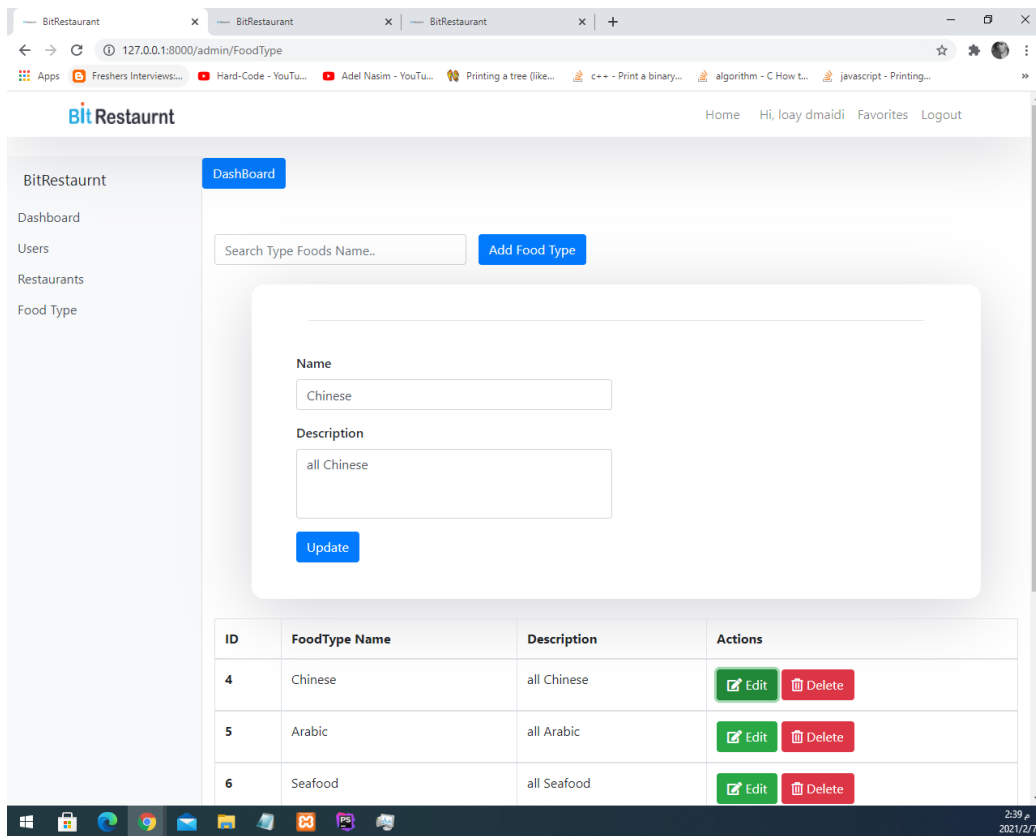 BitRestaurant
BitRestaurant
BitRestaurant
127.0.0.1:8000/admin/FoodType
Apps
Freshers Interviews:...
Hard-Code - YouTu...
Adel Nasim - YouTu...
Printing a tree (like...
c++ - Print a binary...
algorithm - C How t...
javascript - Printing...
»
Bit Restaurnt
Home Hi, loay dmaidi Favorites Logout
BitRestaurnt
Dashboard
Users
Restaurants
Food Type
DashBoard
Search Type Foods Name..
Add Food Type
Name
Chinese
Description
all Chinese
Update
ID FoodType Name Description Actions
4 Chinese all Chinese Edit Delete
5 Arabic all Arabic Edit Delete
6 Seafood all Seafood Edit Delete
PS
2:39